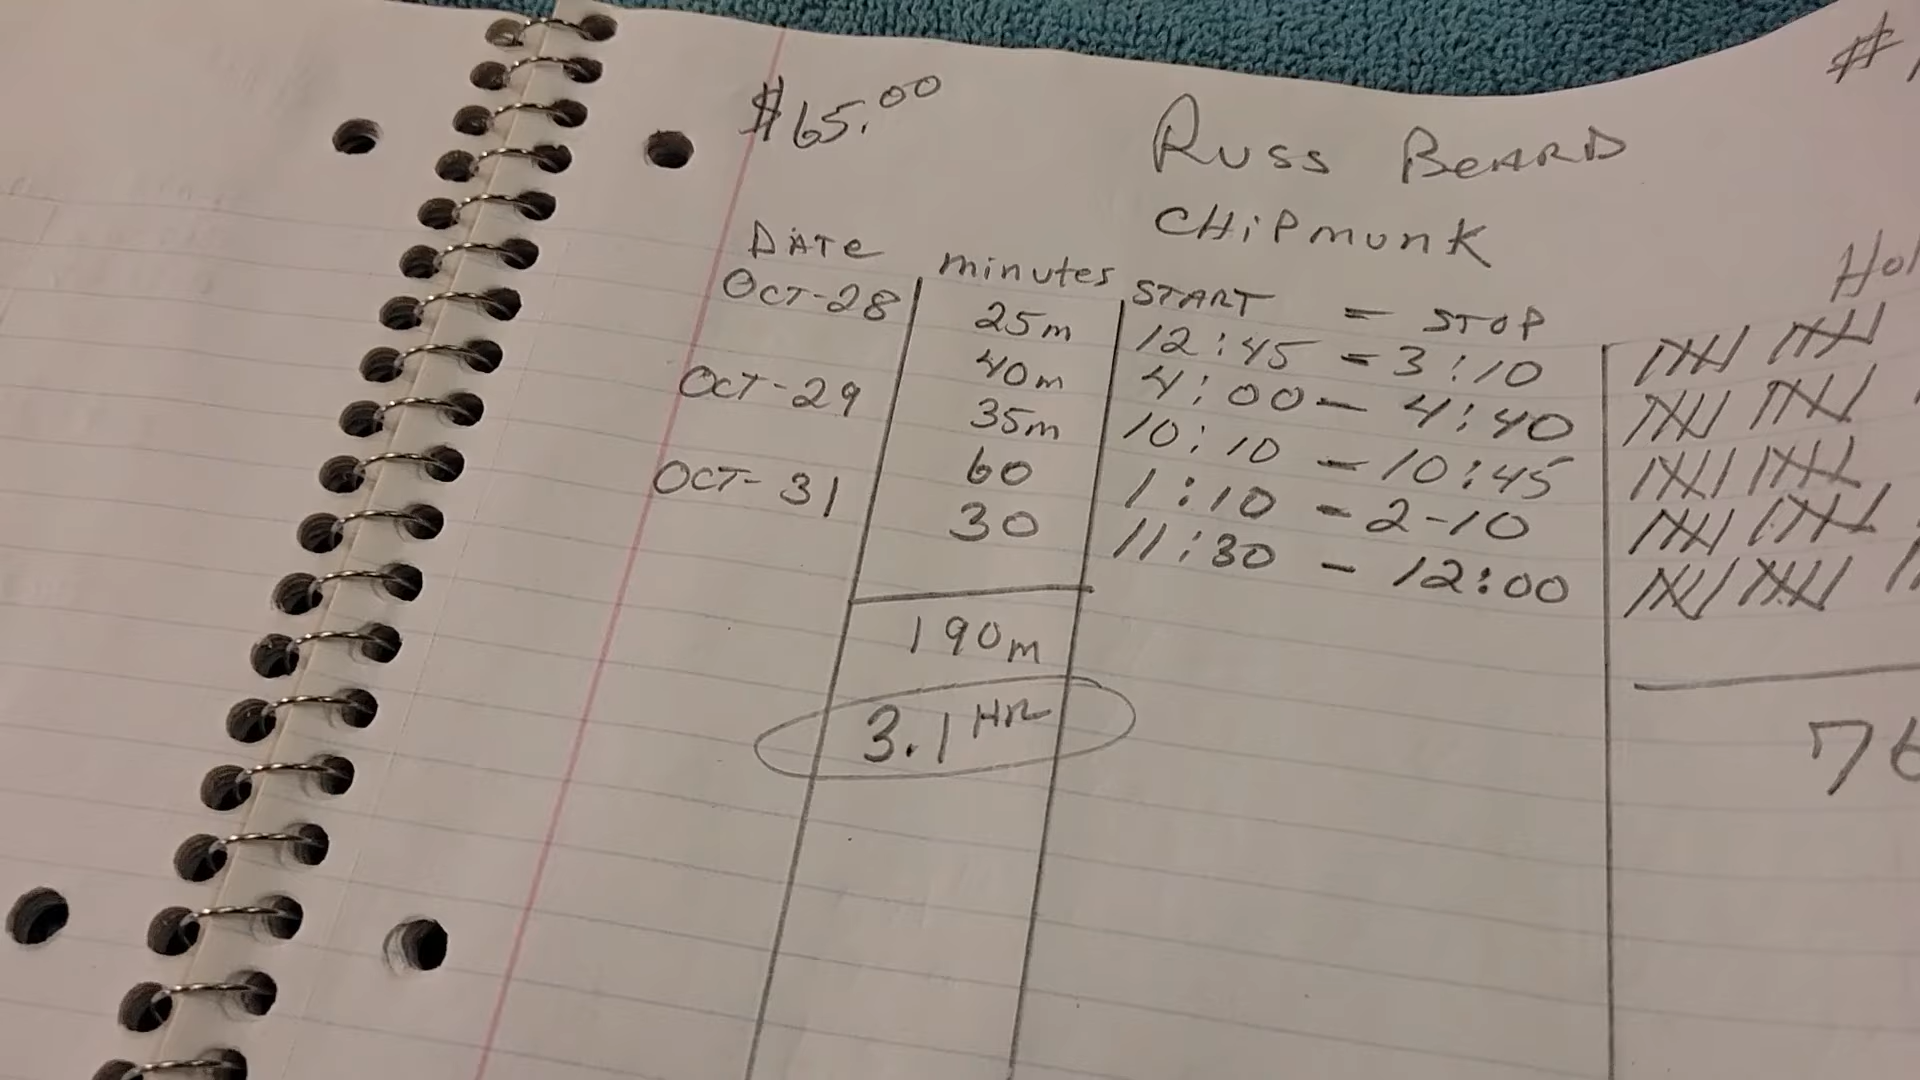 $65.00
Russ Beard
Chipmunk
Date minutes START = STOP
Oct-28 25m 12:45 = 3:10
40m 4:00 - 4:40
Oct-29 35m 10:10 - 10:45
60 1:10 - 2-10
Oct-31 30 11:30 - 12:00
190m
3.1 HR